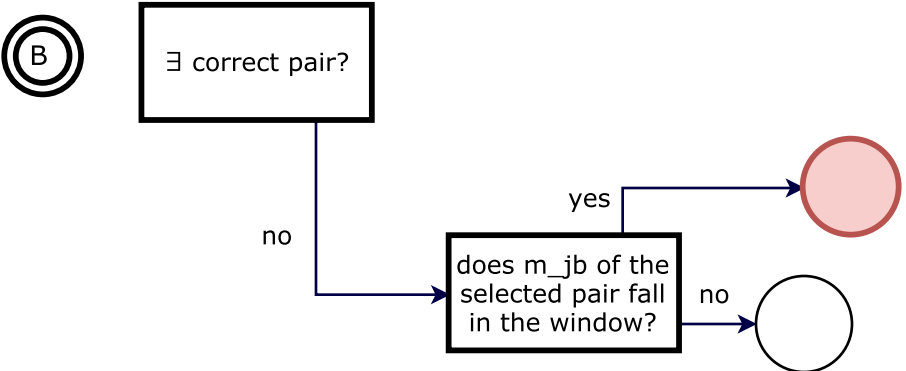 B
∃ correct pair?
yes
no
does m_jb of the
selected pair fall
in the window?
no